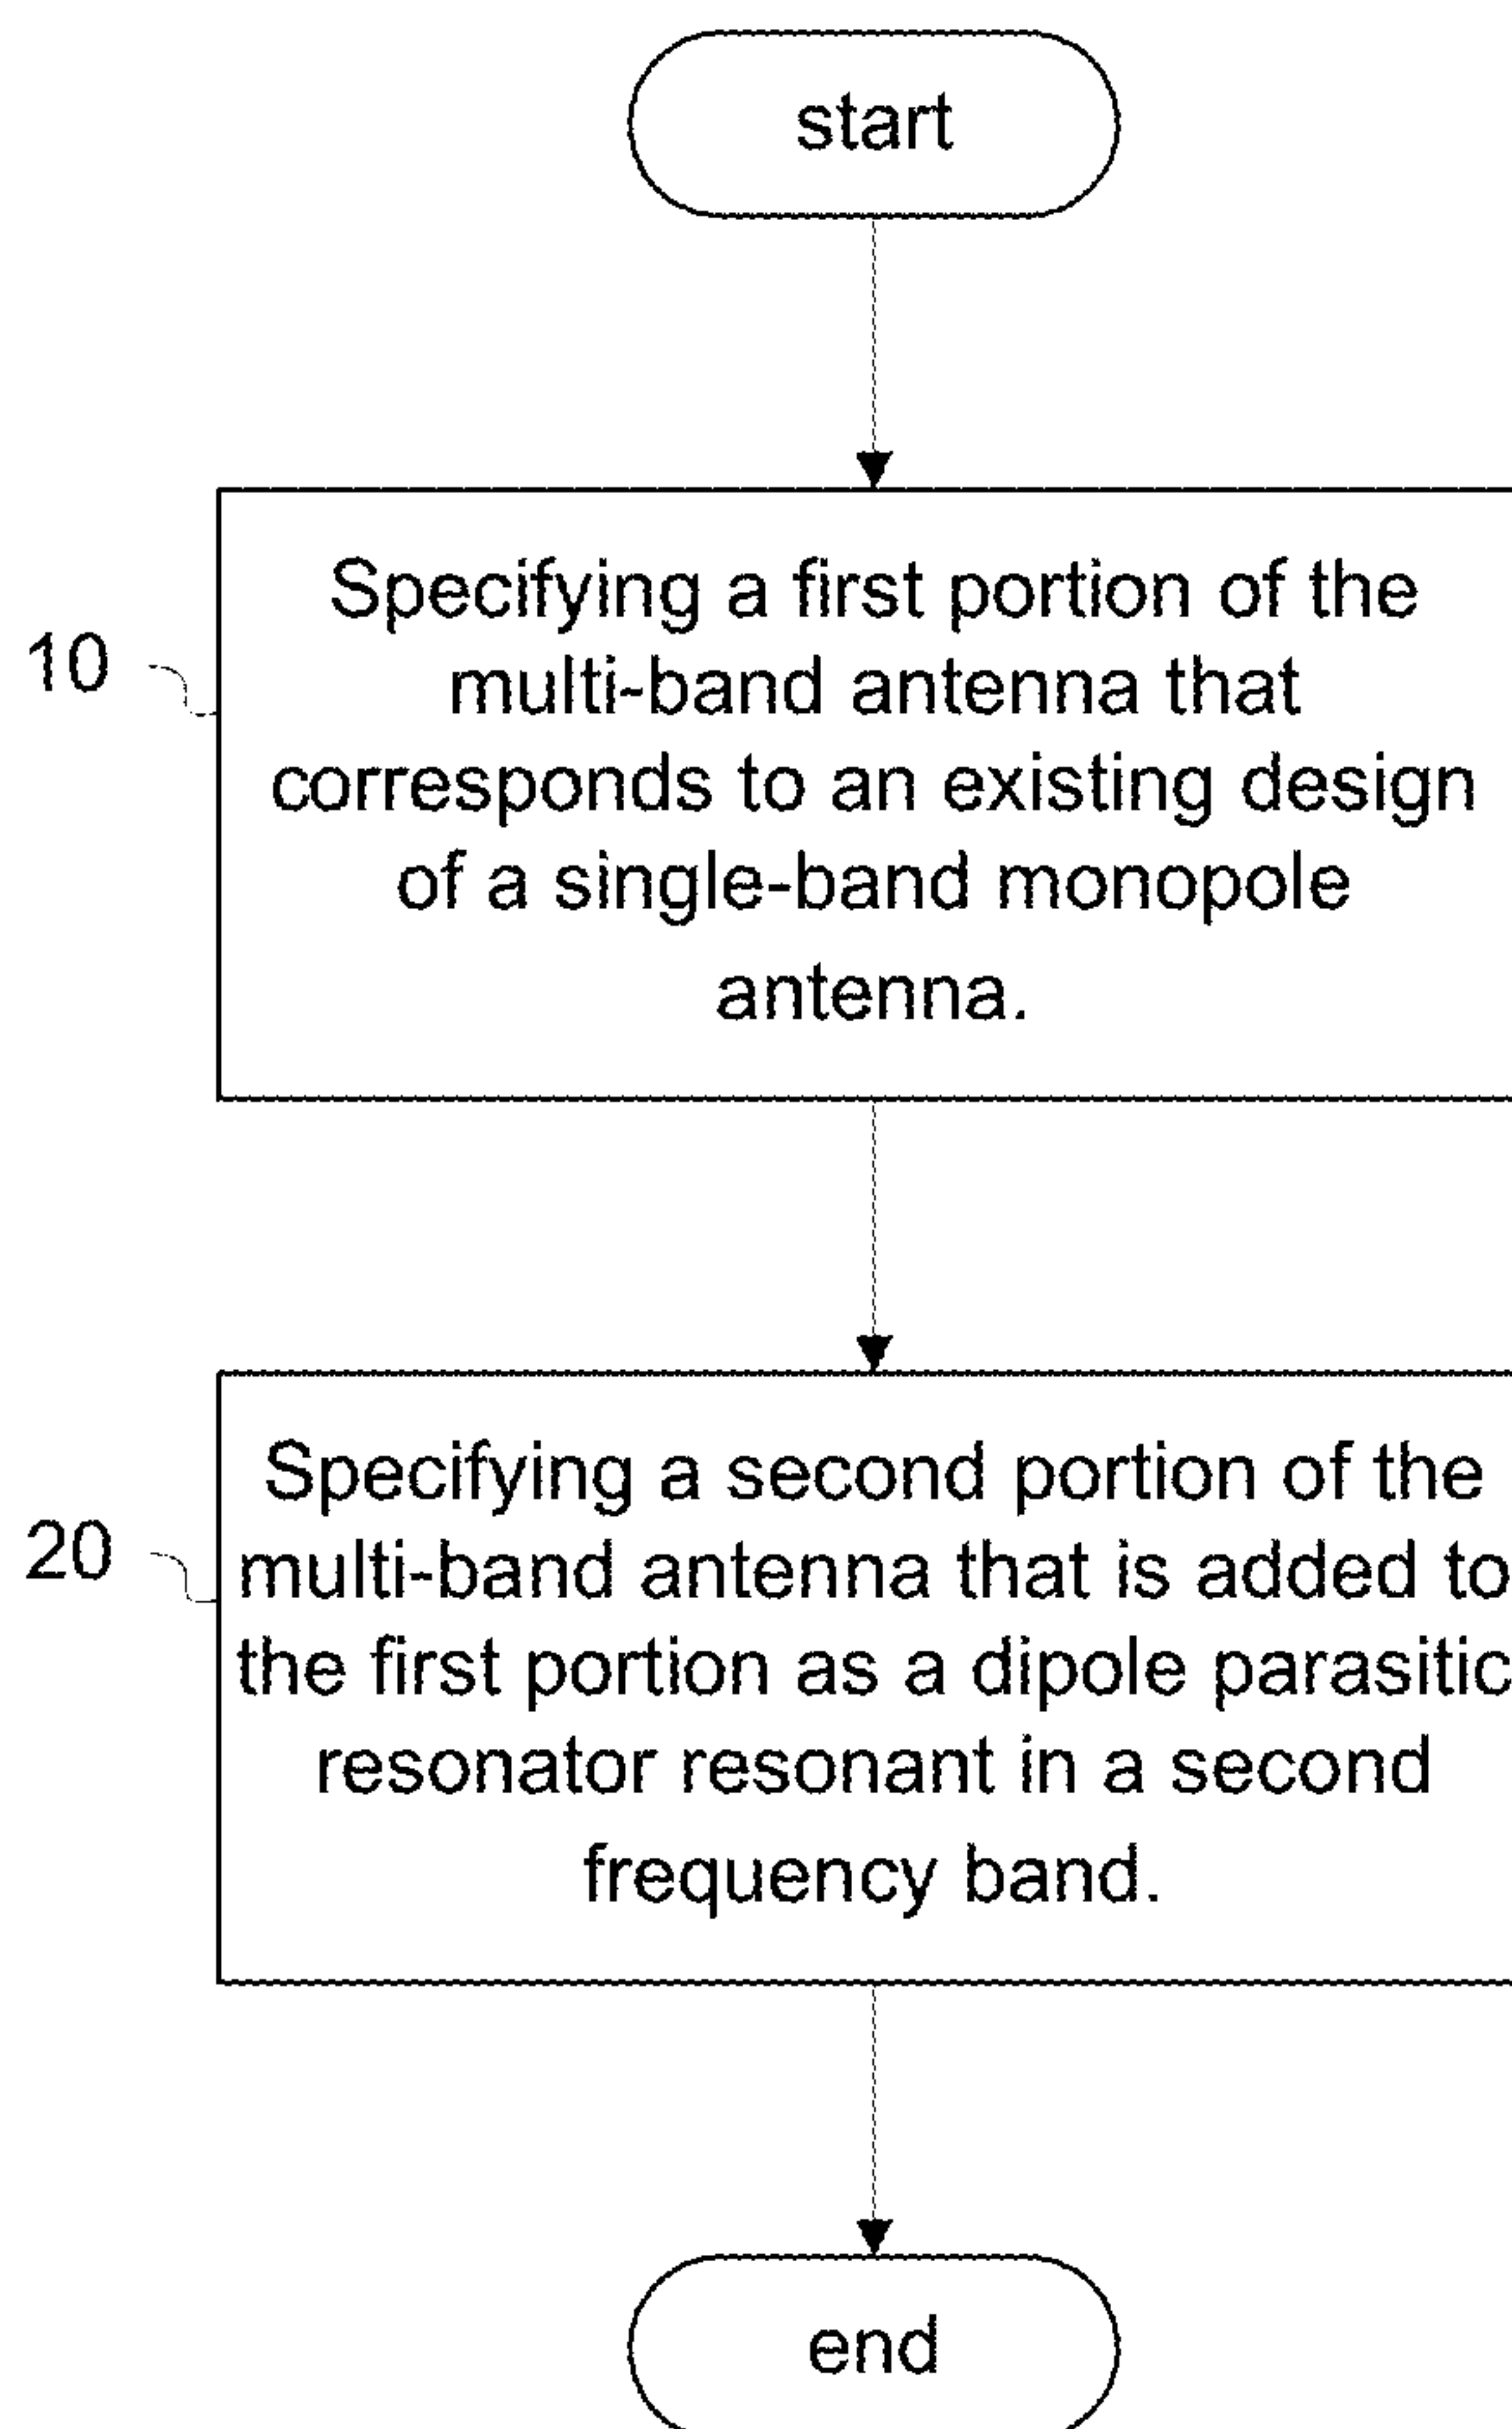 start
10
Specifying a first portion of the
multi-band antenna that
corresponds to an existing design
of a single-band monopole
antenna.
20
Specifying a second portion of the
multi-band antenna that is added to
the first portion as a dipole parasitic
resonator resonant in a second
frequency band.
end